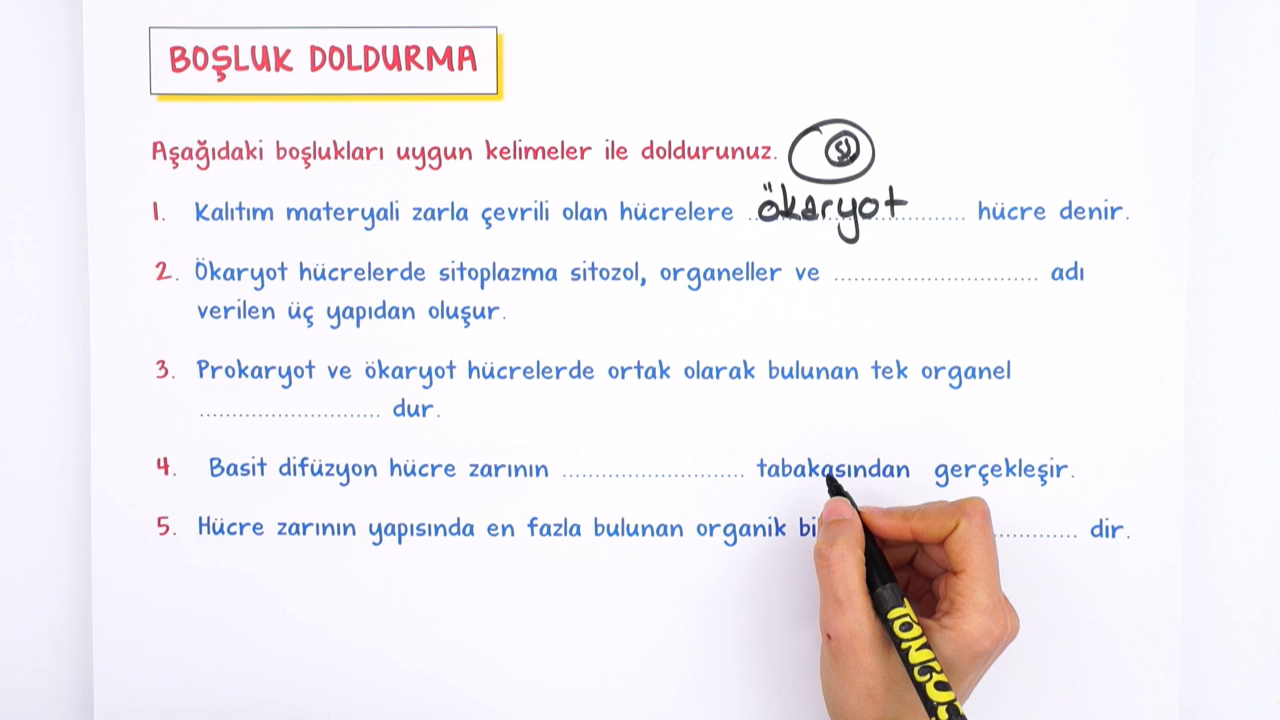 BOŞLUK DOLDURMA
Aşağıdaki boşlukları uygun kelimeler ile doldurunuz.
1. Kalıtım materyali zarla çevrili olan hücrelere ökaryot hücre denir.
2. Ökaryot hücrelerde sitoplazma sitozol, organeller ve .............................. adı
verilen üç yapıdan oluşur.
3. Prokaryot ve ökaryot hücrelerde ortak olarak bulunan tek organel
............................ dur.
4. Basit difüzyon hücre zarının ............................ tabakasından gerçekleşir.
5. Hücre zarının yapısında en fazla bulunan organik ............. dir.